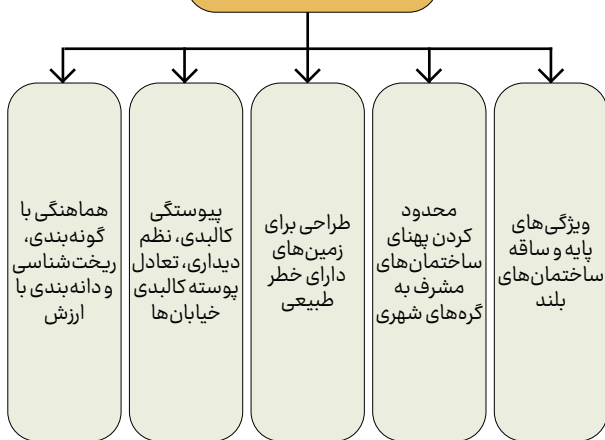 ویژگی‌های
پایه و ساقه
ساختمان‌های
بلند
محدود
کردن پهنای
ساختمان‌های
مشرف به
گره‌های شهری
طراحی برای
زمین‌های
دارای خطر
طبیعی
پیوستگی
کالبدی، نظم
دیداری، تعادل
پوسته کالبدی
خیابان‌ها
هماهنگی با
گونه‌بندی،
ریخت‌شناسی
و دانه‌بندی با
ارزش